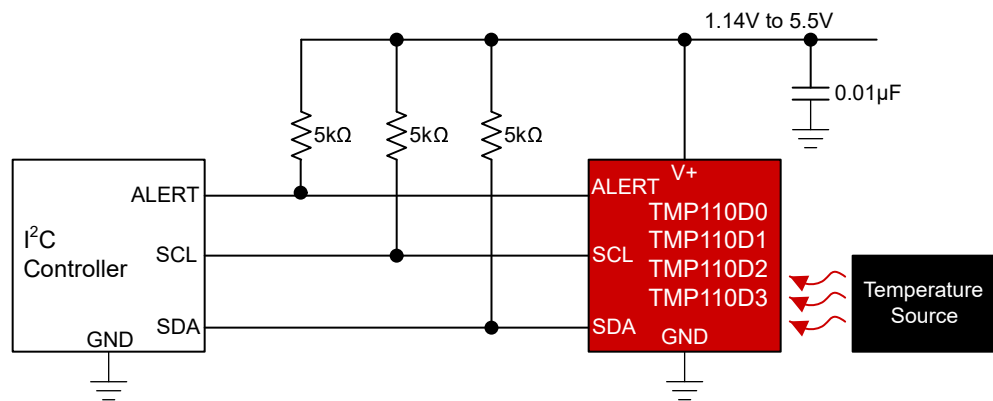 1.14V to 5.5V
0.01µF
5kΩ
5kΩ
5kΩ
I²C
Controller
ALERT
SCL
SDA
GND
V+
ALERT
SCL
SDA
GND
TMP110D0
TMP110D1
TMP110D2
TMP110D3
Temperature
Source